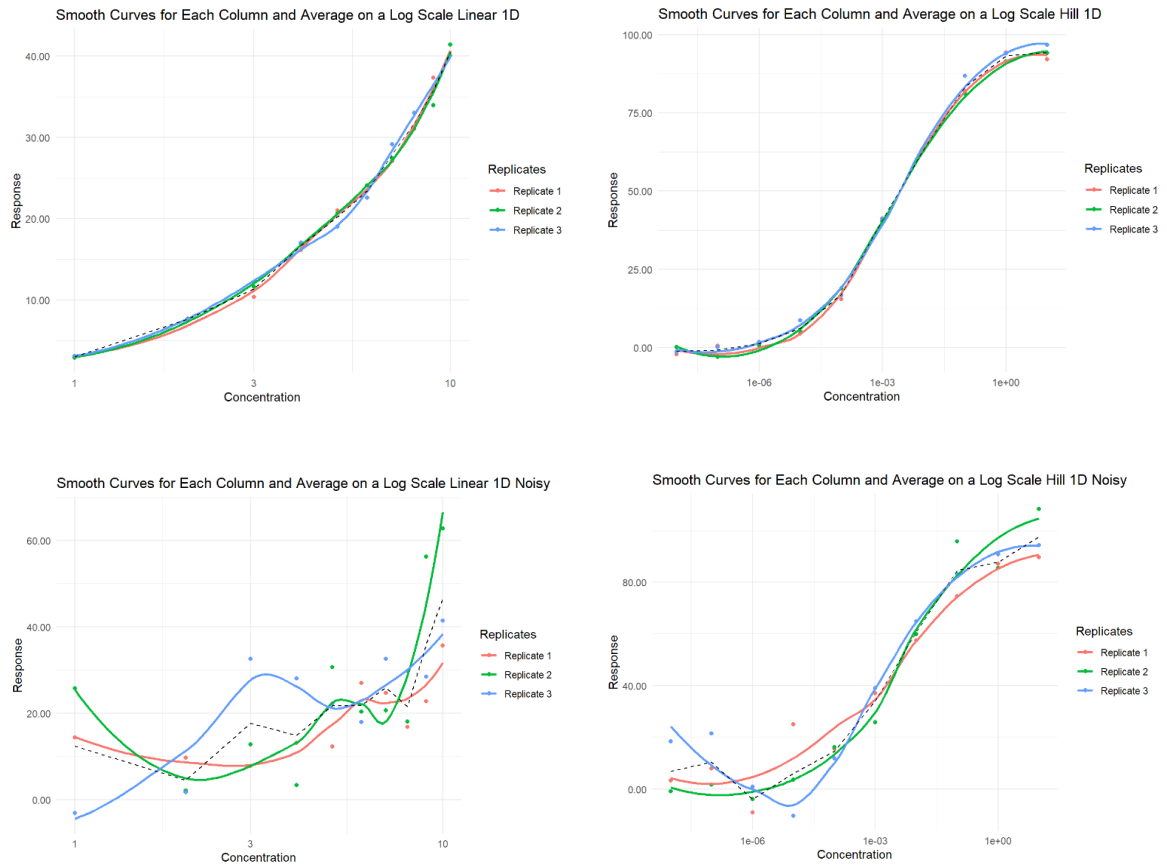 Smooth Curves for Each Column and Average on a Log Scale Linear 1D
40.00
30.00
20.00
10.00
Response
1
3
10
Concentration
Replicates
Replicate 1
Replicate 2
Replicate 3
Smooth Curves for Each Column and Average on a Log Scale Hill 1D
100.00
75.00
50.00
25.00
0.00
Response
1e-06
1e-03
1e+00
Concentration
Replicates
Replicate 1
Replicate 2
Replicate 3
Smooth Curves for Each Column and Average on a Log Scale Linear 1D Noisy
60.00
40.00
20.00
0.00
Response
1
3
10
Concentration
Replicates
Replicate 1
Replicate 2
Replicate 3
Smooth Curves for Each Column and Average on a Log Scale Hill 1D Noisy
80.00
40.00
0.00
Response
1e-06
1e-03
1e+00
Concentration
Replicates
Replicate 1
Replicate 2
Replicate 3